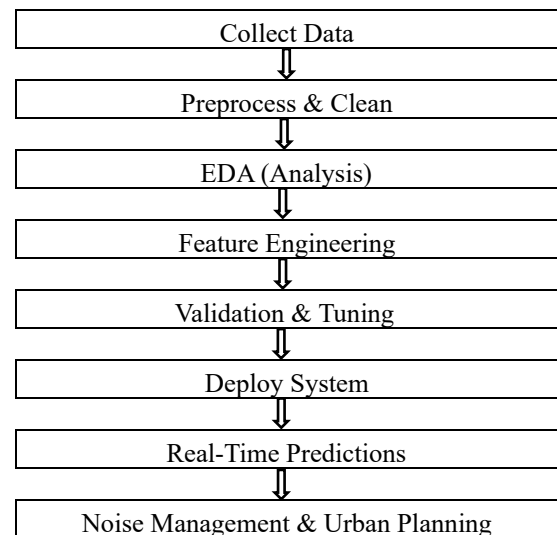 Collect Data
Preprocess & Clean
EDA (Analysis)
Feature Engineering
Validation & Tuning
Deploy System
Real-Time Predictions
Noise Management & Urban Planning